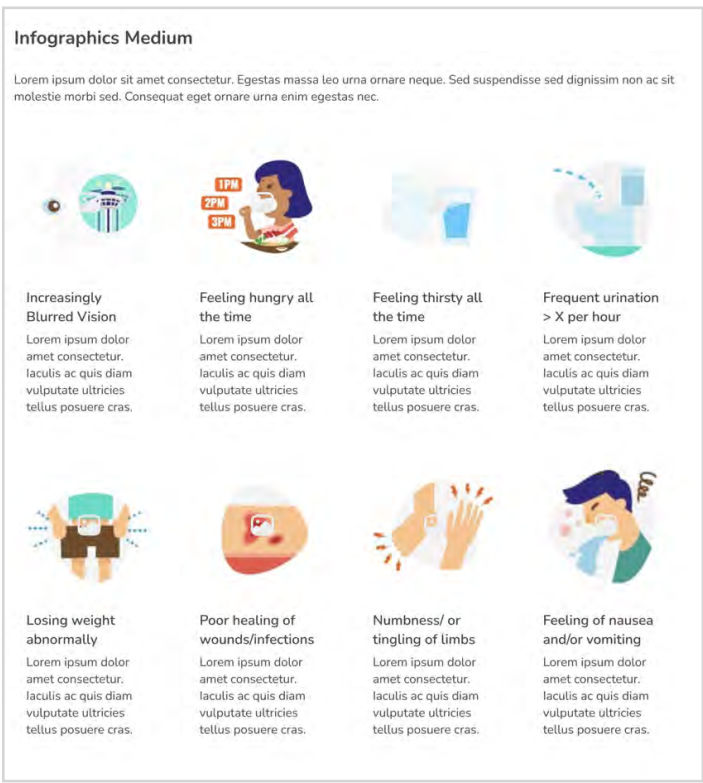 Infographics Medium
Lorem ipsum dolor sit amet consectetur. Egestas massa leo urna ornare neque. Sed suspendisse sed dignissim non ac sit
molestie morbi sed. Consequat eget ornare urna enim egestas nec.
1PM
2PM
3PM
Increasingly
Blurred Vision
Lorem ipsum dolor
amet consectetur.
Iaculis ac quis diam
vulputate ultricies
tellus posuere cras.
Feeling hungry all
the time
Lorem ipsum dolor
amet consectetur.
Iaculis ac quis diam
vulputate ultricies
tellus posuere cras.
Feeling thirsty all
the time
Lorem ipsum dolor
amet consectetur.
Iaculis ac quis diam
vulputate ultricies
tellus posuere cras.
Frequent urination
> X per hour
Lorem ipsum dolor
amet consectetur.
Iaculis ac quis diam
vulputate ultricies
tellus posuere cras.
Losing weight
abnormally
Lorem ipsum dolor
amet consectetur.
Iaculis ac quis diam
vulputate ultricies
tellus posuere cras.
Poor healing of
wounds/infections
Lorem ipsum dolor
amet consectetur.
Iaculis ac quis diam
vulputate ultricies
tellus posuere cras.
Numbness/ or
tingling of limbs
Lorem ipsum dolor
amet consectetur.
Iaculis ac quis diam
vulputate ultricies
tellus posuere cras.
Feeling of nausea
and/or vomiting
Lorem ipsum dolor
amet consectetur.
Iaculis ac quis diam
vulputate ultricies
tellus posuere cras.